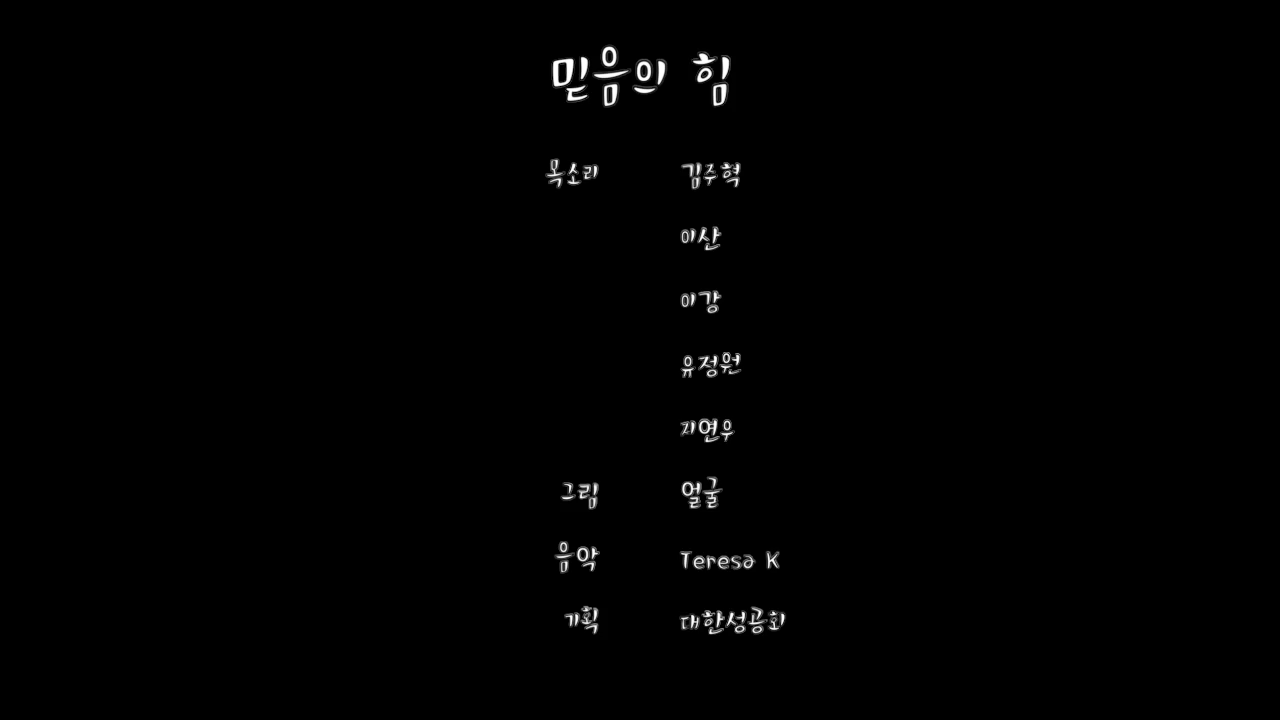 믿음의 힘
목소리 김주혁
이산
이강
유정원
지연우
그림 얼굴
음악 Teresa K
기획 대한성공회